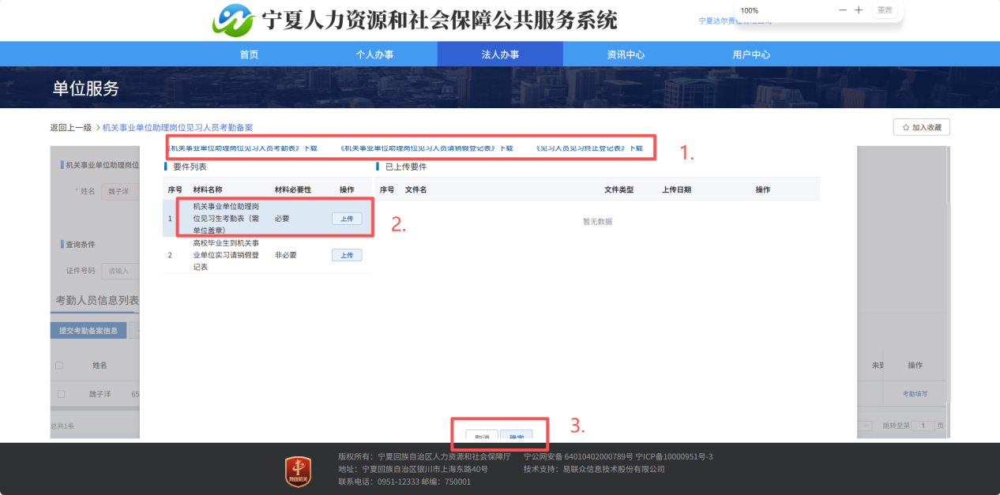 宁夏人力资源和社会保障公共服务系统
100%
重置
首页 个人办事 法人办事 资讯中心 用户中心
单位服务
返回上一级 > 机关事业单位助理岗位见习人员考勤备案
加入收藏
《机关事业单位助理岗位见习人员考勤表》下载 《机关事业单位助理岗位见习人员请销假登记表》下载 《见习人员见习终止登记表》下载
1.
机关事业单位助理岗位
* 姓名 魏子洋
查询条件
证件号码 请输入
考勤人员信息列表
提交考勤备案信息
姓名
魏子洋 65
总共1条
要件列表
序号 材料名称 材料必要性 操作
1 机关事业单位助理岗
位见习生考勤表（需
单位盖章） 必要 上传
2 高校毕业生到机关事
业单位实习请销假登
记表 非必要 上传
2.
已上传要件
序号 文件名 文件类型 上传日期 操作
暂无数据
操作
考勤填写
跳转至第 1 页
取消 确定
3.
党政机关
版权所有：宁夏回族自治区人力资源和社会保障厅 宁公网安备 64010402000789号 宁ICP备10000951号-3
地址：宁夏回族自治区银川市上海东路40号 技术支持：易联众信息技术股份有限公司
联系电话：0951-12333 邮编：750001